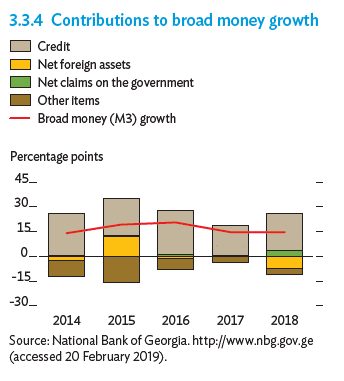 3.3.4 Contributions to broad money growth
Credit
Net foreign assets
Net claims on the government
Other items
Broad money (M3) growth
Percentage points
45
30
15
0
-15
-30
2014 2015 2016 2017 2018
Source: National Bank of Georgia. http://www.nbg.gov.ge
(accessed 20 February 2019).